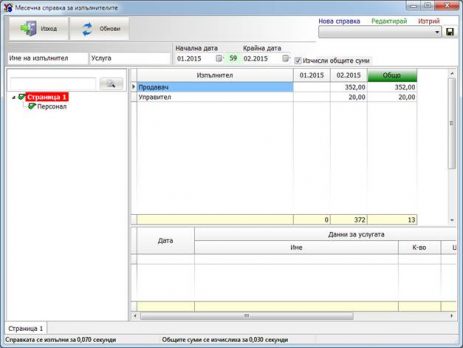 Месечна справка за изпълнителите
Изход
Обнови
Нова справка Редактирай Изтрий
Начална дата Крайна дата
Име на изпълнител Услуга 01.2015 59 02.2015 Изчисли общите суми
Изпълнител 01.2015 02.2015 Общо
Страница 1
Персонал
Продавач 352,00 352,00
Управител 20,00 20,00
0 372 13
Дата Данни за услугата
Име К-во Ц
Страница 1
Справката се изпълни за 0,070 секунди Общите суми се изчислиха за 0,030 секунди